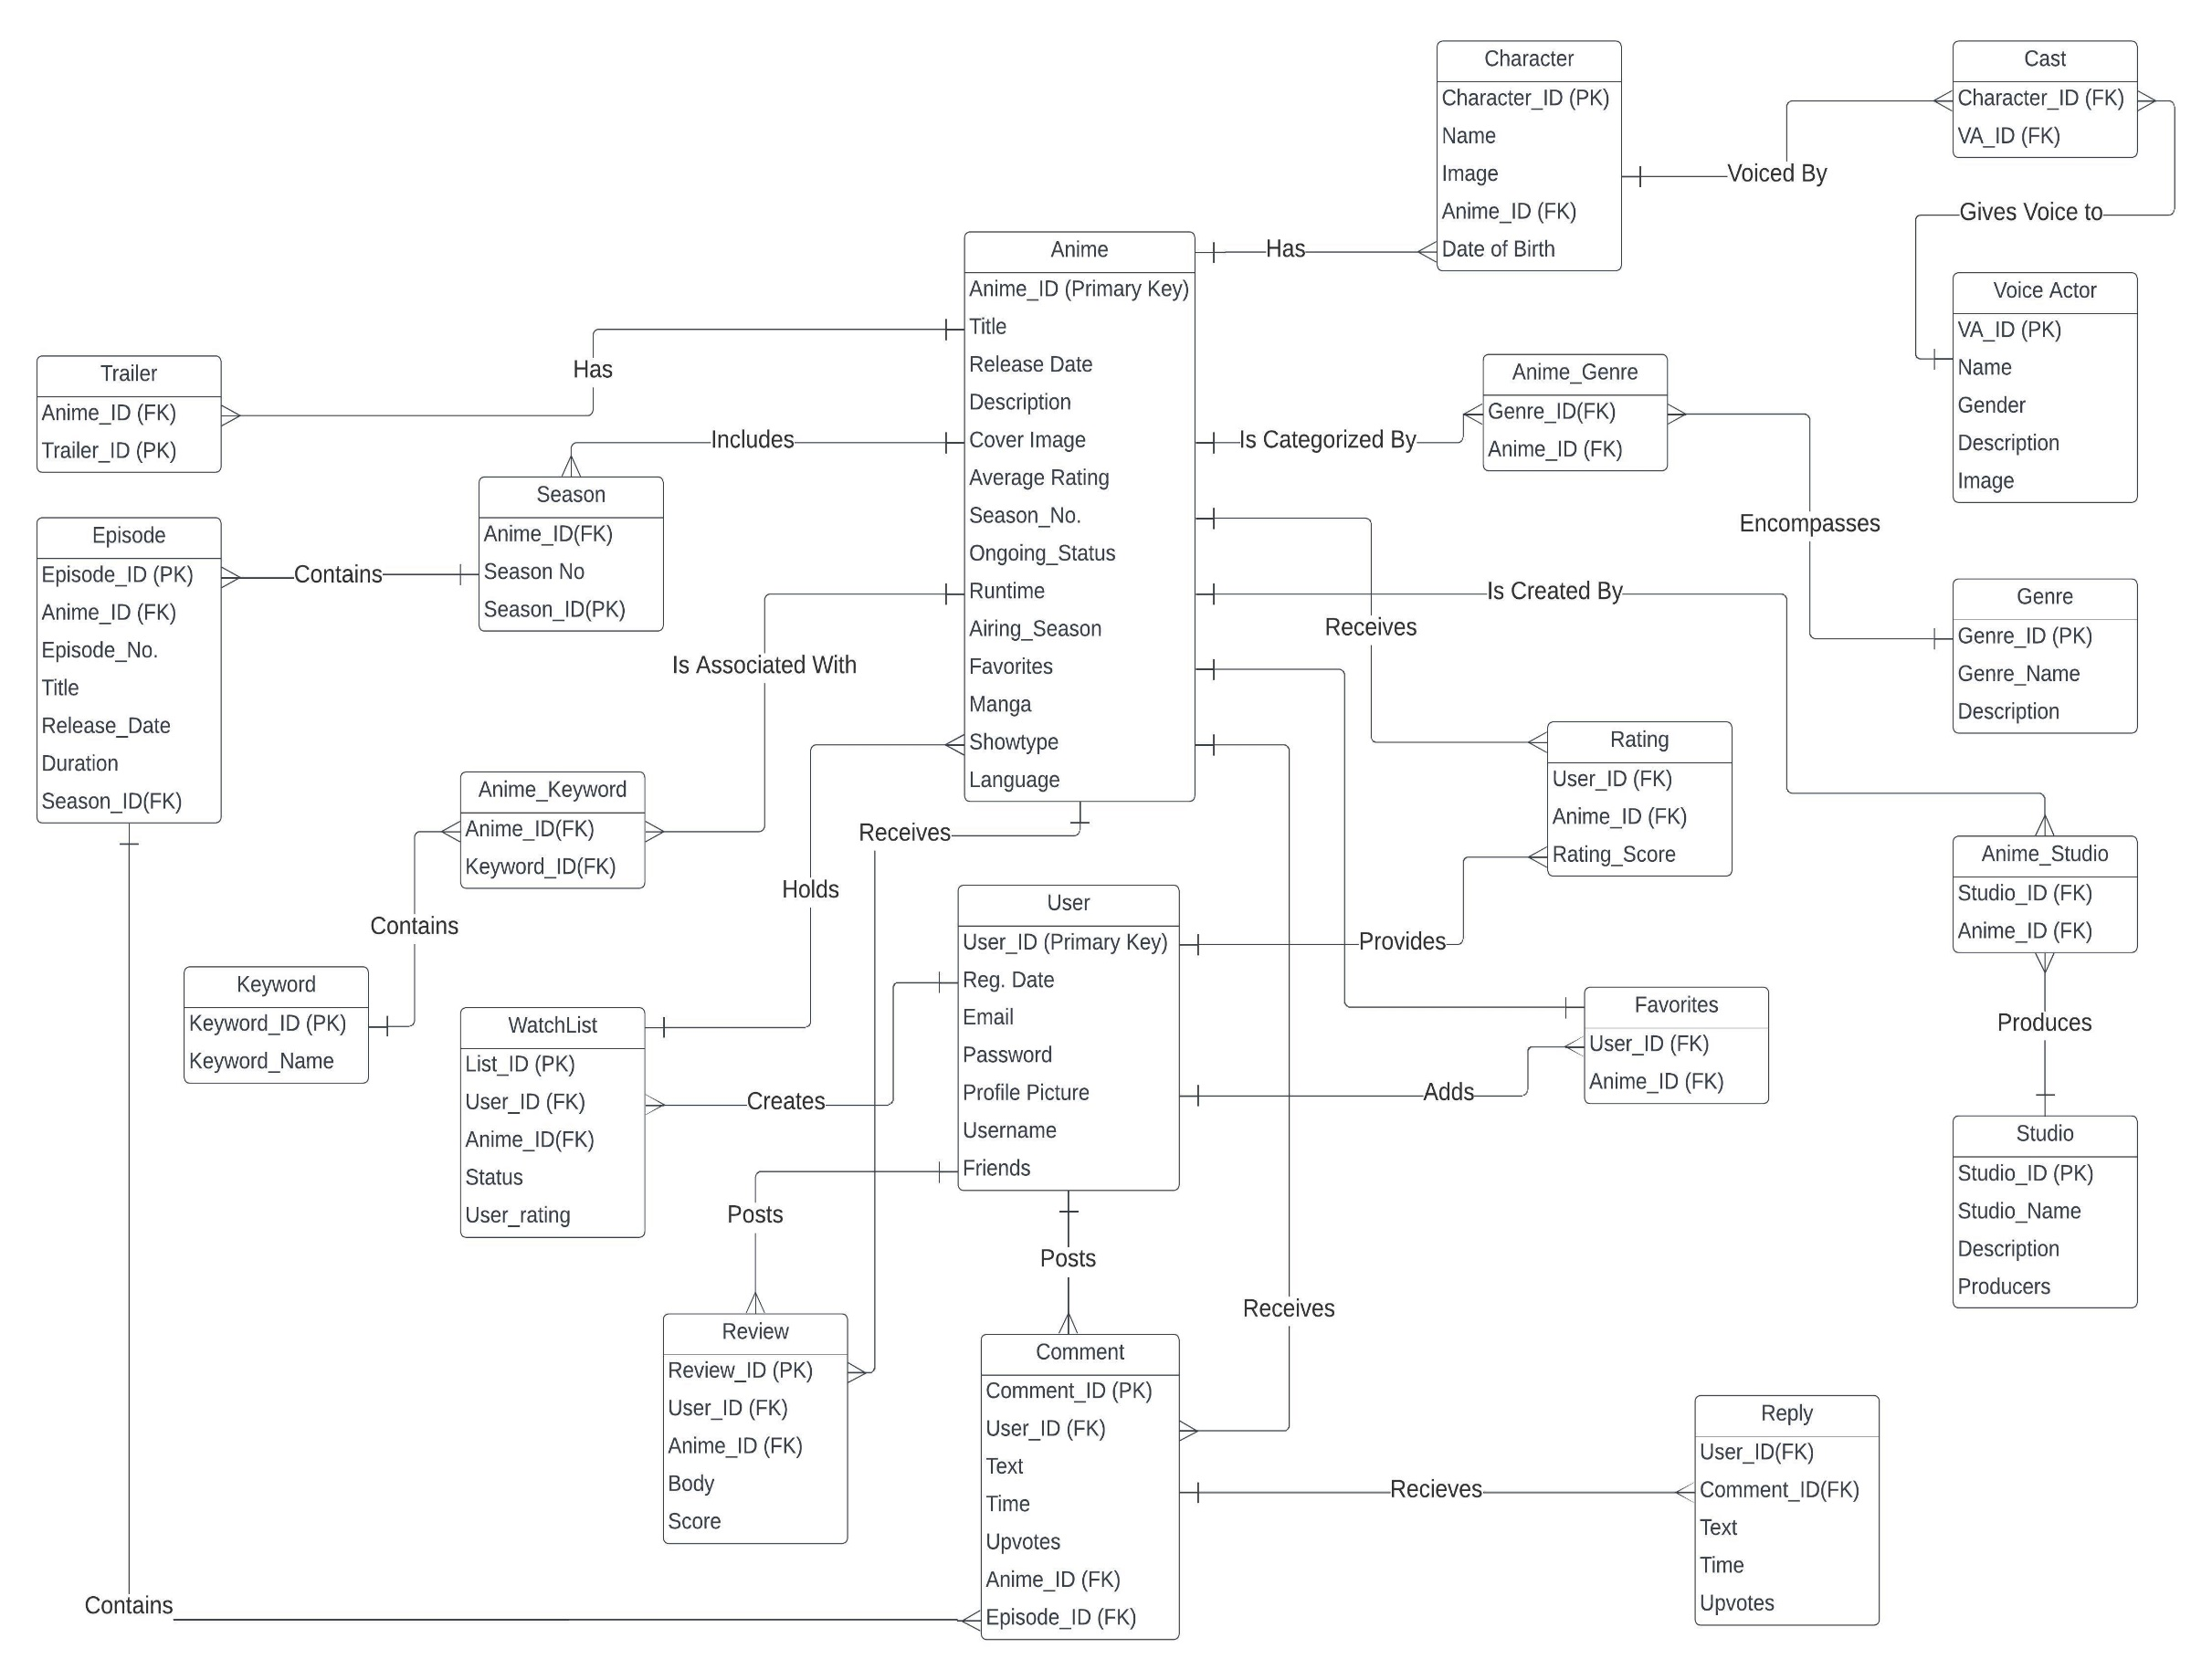 Character
Character_ID (PK)
Name
Image
Anime_ID (FK)
Date of Birth
Cast
Character_ID (FK)
VA_ID (FK)
Voiced By
Gives Voice to
Voice Actor
VA_ID (PK)
Name
Gender
Description
Image
Anime
Anime_ID (Primary Key)
Title
Release Date
Description
Cover Image
Average Rating
Season_No.
Ongoing_Status
Runtime
Airing_Season
Favorites
Manga
Showtype
Language
Has
Has
Trailer
Anime_ID (FK)
Trailer_ID (PK)
Includes
Is Categorized By
Anime_Genre
Genre_ID(FK)
Anime_ID (FK)
Season
Anime_ID(FK)
Season No
Season_ID(PK)
Episode
Episode_ID (PK)
Anime_ID (FK)
Episode_No.
Title
Release_Date
Duration
Season_ID(FK)
Contains
Encompasses
Is Created By
Receives
Genre
Genre_ID (PK)
Genre_Name
Description
Is Associated With
Rating
User_ID (FK)
Anime_ID (FK)
Rating_Score
Anime_Keyword
Anime_ID(FK)
Keyword_ID(FK)
Receives
Holds
Anime_Studio
Studio_ID (FK)
Anime_ID (FK)
Contains
User
User_ID (Primary Key)
Reg. Date
Email
Password
Profile Picture
Username
Friends
Provides
Keyword
Keyword_ID (PK)
Keyword_Name
WatchList
List_ID (PK)
User_ID (FK)
Anime_ID(FK)
Status
User_rating
Creates
Favorites
User_ID (FK)
Anime_ID (FK)
Adds
Produces
Studio
Studio_ID (PK)
Studio_Name
Description
Producers
Posts
Posts
Receives
Review
Review_ID (PK)
User_ID (FK)
Anime_ID (FK)
Body
Score
Comment
Comment_ID (PK)
User_ID (FK)
Text
Time
Upvotes
Anime_ID (FK)
Episode_ID (FK)
Recieves
Reply
User_ID(FK)
Comment_ID(FK)
Text
Time
Upvotes
Contains